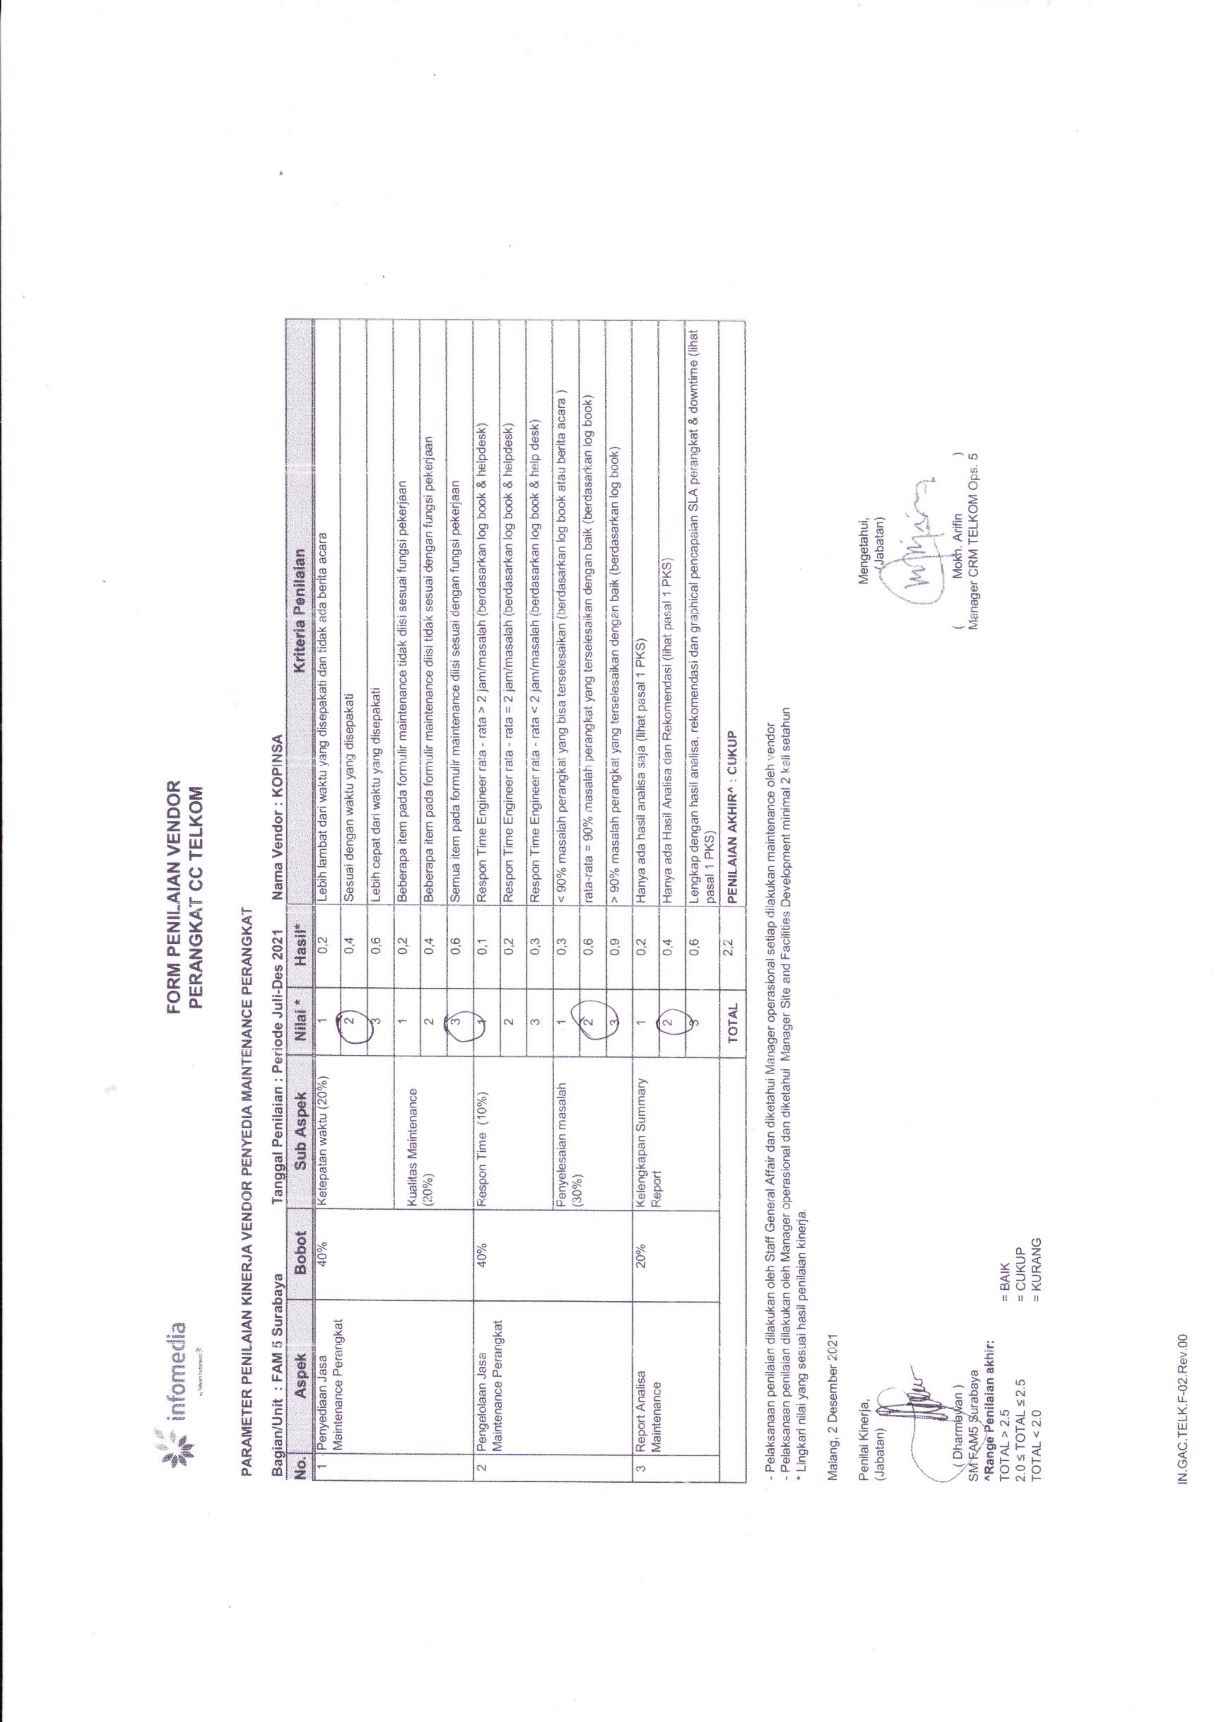 infomedia
FORM PENILAIAN VENDOR
PERANGKAT CC TELKOM
PARAMETER PENILAIAN KINERJA VENDOR PENYEDIA MAINTENANCE PERANGKAT
Bagian/Unit : FAM 5 Surabaya Tanggal Penilaian : Periode Juli-Des 2021 Nama Vendor : KOPINSA
No. Aspek Bobot Sub Aspek Nilai * Hasil* Kriteria Penilaian
1 Penyediaan Jasa 40% Ketepatan waktu (20%) 1 0,2 Lebih lambat dari waktu yang disepakati dan tidak ada berita acara
Maintenance Perangkat
2 0,4 Sesuai dengan waktu yang disepakati
3 0,6 Lebih cepat dari waktu yang disepakati
Kualitas Maintenance 1 0,2 Beberapa item pada formulir maintenance tidak diisi sesuai fungsi pekerjaan
(20%) 2 0,4 Beberapa item pada formulir maintenance diisi tidak sesuai dengan fungsi pekerjaan
3 0,6 Semua item pada formulir maintenance diisi sesuai dengan fungsi pekerjaan
2 Pengelolaan Jasa 40% Respon Time (10%) 1 0,1 Respon Time Engineer rata - rata > 2 jam/masalah (berdasarkan log book & helpdesk)
Maintenance Perangkat
2 0,2 Respon Time Engineer rata - rata = 2 jam/masalah (berdasarkan log book & helpdesk)
3 0,3 Respon Time Engineer rata - rata < 2 jam/masalah (berdasarkan log book & help desk)
Penyelesaian masalah 1 0,3 < 90% masalah perangkat yang bisa terselesaikan (berdasarkan log book atau berita acara )
(30%)
2 0,6 rata-rata = 90% masalah perangkat yang terselesaikan dengan baik (berdasarkan log book)
3 0,9 > 90% masalah perangkat yang terselesaikan dengan baik (berdasarkan log book)
3 Report Analisa 20% Kelengkapan Summary 1 0,2 Hanya ada hasil analisa saja (lihat pasal 1 PKS)
Maintenance Report
2 0,4 Hanya ada Hasil Analisa dan Rekomendasi (lihat pasal 1 PKS)
3 0,6 Lengkap dengan hasil analisa, rekomendasi dan graphical pencapaian SLA perangkat & downtime (lihat
pasal 1 PKS)
TOTAL 2,2 PENILAIAN AKHIR^ : CUKUP
- Pelaksanaan penilaian dilakukan oleh Staff General Affair dan diketahui Manager operasional setiap dilakukan maintenance oleh vendor
- Pelaksanaan penilaian dilakukan oleh Manager operasional dan diketahui Manager Site and Facilities Development minimal 2 kali setahun
* Lingkari nilai yang sesuai hasil penilaian kinerja.
Malang, 2 Desember 2021
Penilai Kinerja, Mengetahui,
(Jabatan) (Jabatan)
( Dharmawan ) ( Mokh. Arifin )
SM FAM5 Surabaya Manager CRM TELKOM Ops. 5
^Range Penilaian akhir:
TOTAL > 2.5 = BAIK
2.0 ≤ TOTAL ≤ 2.5 = CUKUP
TOTAL < 2.0 = KURANG
IN.GAC.TELK.F-02.Rev.00